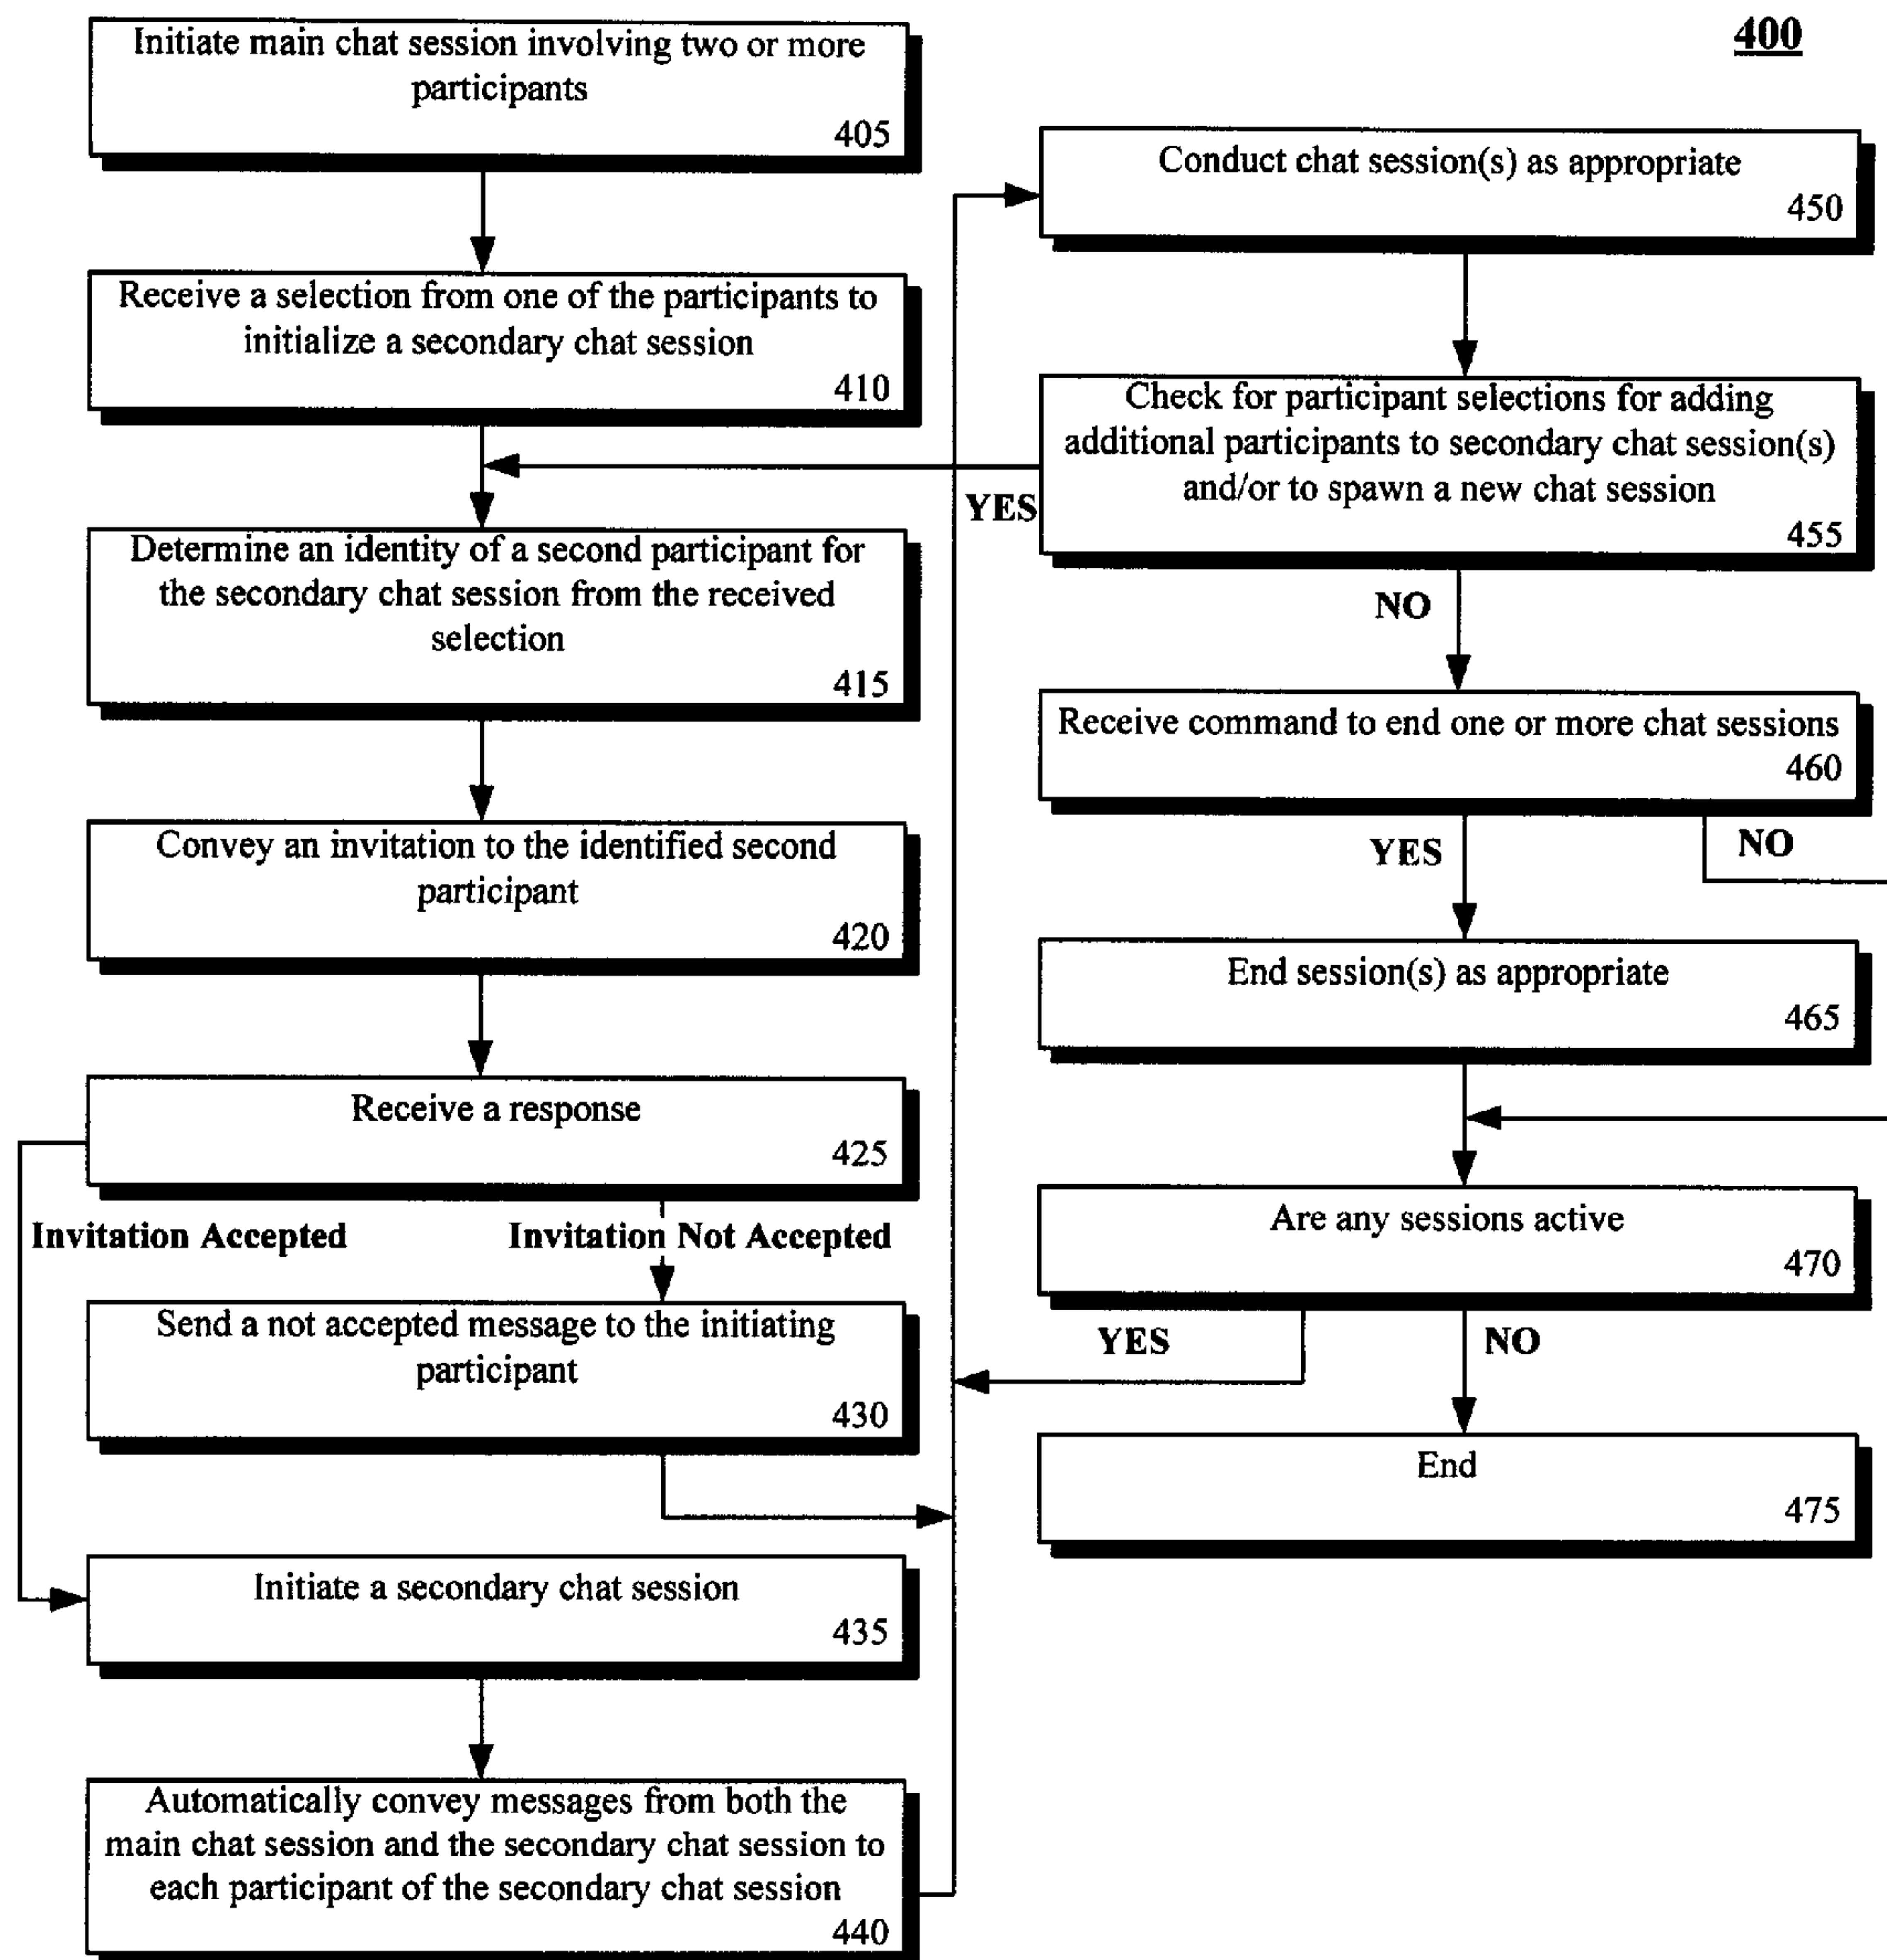 400
Initiate main chat session involving two or more
participants
405
Receive a selection from one of the participants to
initialize a secondary chat session
410
Determine an identity of a second participant for
the secondary chat session from the received
selection
415
Convey an invitation to the identified second
participant
420
Receive a response
425
Invitation Accepted
Invitation Not Accepted
Send a not accepted message to the initiating
participant
430
Initiate a secondary chat session
435
Automatically convey messages from both the
main chat session and the secondary chat session to
each participant of the secondary chat session
440
Conduct chat session(s) as appropriate
450
Check for participant selections for adding
additional participants to secondary chat session(s)
and/or to spawn a new chat session
455
YES
NO
Receive command to end one or more chat sessions
460
YES
NO
End session(s) as appropriate
465
Are any sessions active
470
YES
NO
End
475